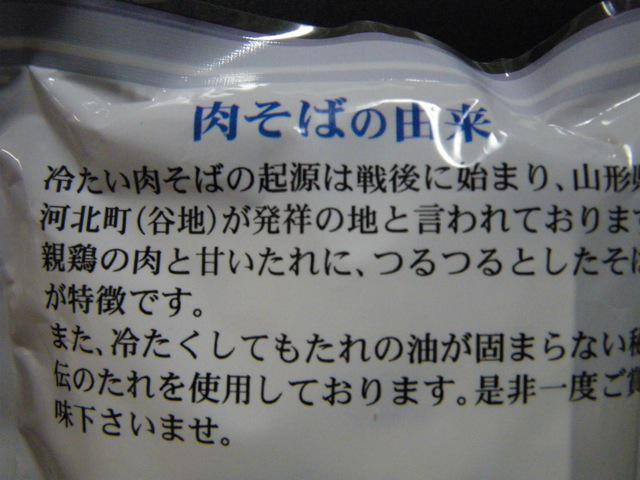 肉そばの由来
冷たい肉そばの起源は戦後に始まり、山形県
河北町(谷地)が発祥の地と言われております
親鶏の肉と甘いたれに、つるつるとしたそば
が特徴です。
また、冷たくしてもたれの油が固まらない秘
伝のたれを使用しております。是非一度ご賞
味下さいませ。